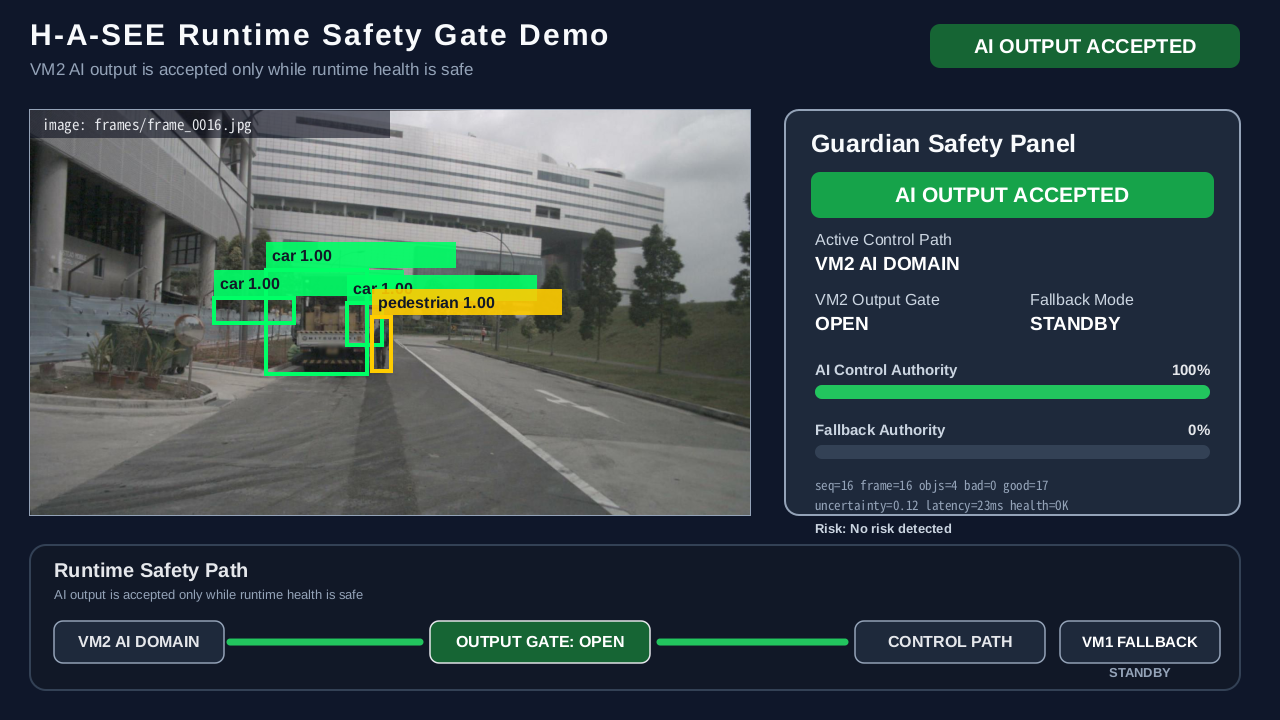 H-A-SEE Runtime Safety Gate Demo
VM2 AI output is accepted only while runtime health is safe
AI OUTPUT ACCEPTED
image: frames/frame_0016.jpg
car 1.00
car 1.00
car 1.00
pedestrian 1.00
Guardian Safety Panel
AI OUTPUT ACCEPTED
Active Control Path
VM2 AI DOMAIN
VM2 Output Gate
Fallback Mode
OPEN
STANDBY
AI Control Authority
100%
Fallback Authority
0%
seq=16 frame=16 objs=4 bad=0 good=17
uncertainty=0.12 latency=23ms health=OK
Risk: No risk detected
Runtime Safety Path
AI output is accepted only while runtime health is safe
VM2 AI DOMAIN
OUTPUT GATE: OPEN
CONTROL PATH
VM1 FALLBACK
STANDBY